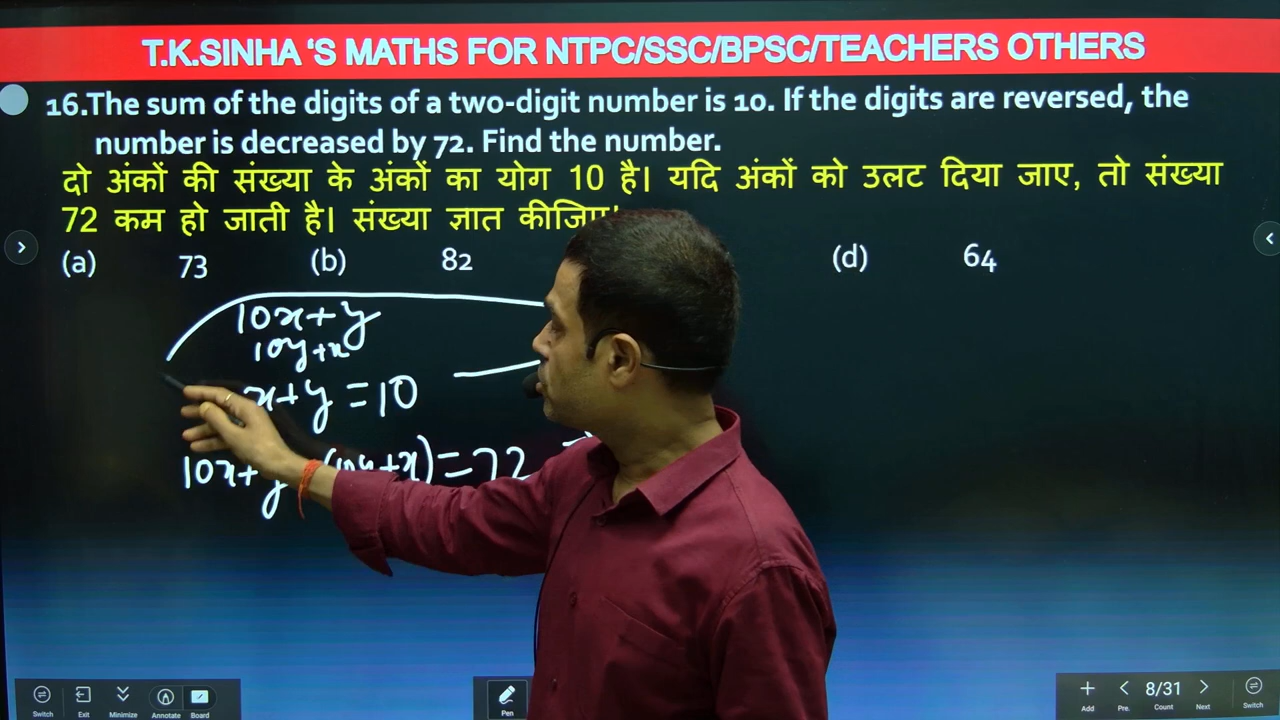 T.K.SINHA ‘S MATHS FOR NTPC/SSC/BPSC/TEACHERS OTHERS
16.The sum of the digits of a two-digit number is 10. If the digits are reversed, the
number is decreased by 72. Find the number.
दो अंकों की संख्या के अंकों का योग 10 है। यदि अंकों को उलट दिया जाए, तो संख्या
72 कम हो जाती है। संख्या ज्ञात कीजिए।
(a) 73 (b) 82 (d) 64
10x+y
10y+x
x+y=10
10x+y (10y+x)=72
Switch Exit Minimize Annotate Board Pen Add Pre. 8/31 Count Next Switch